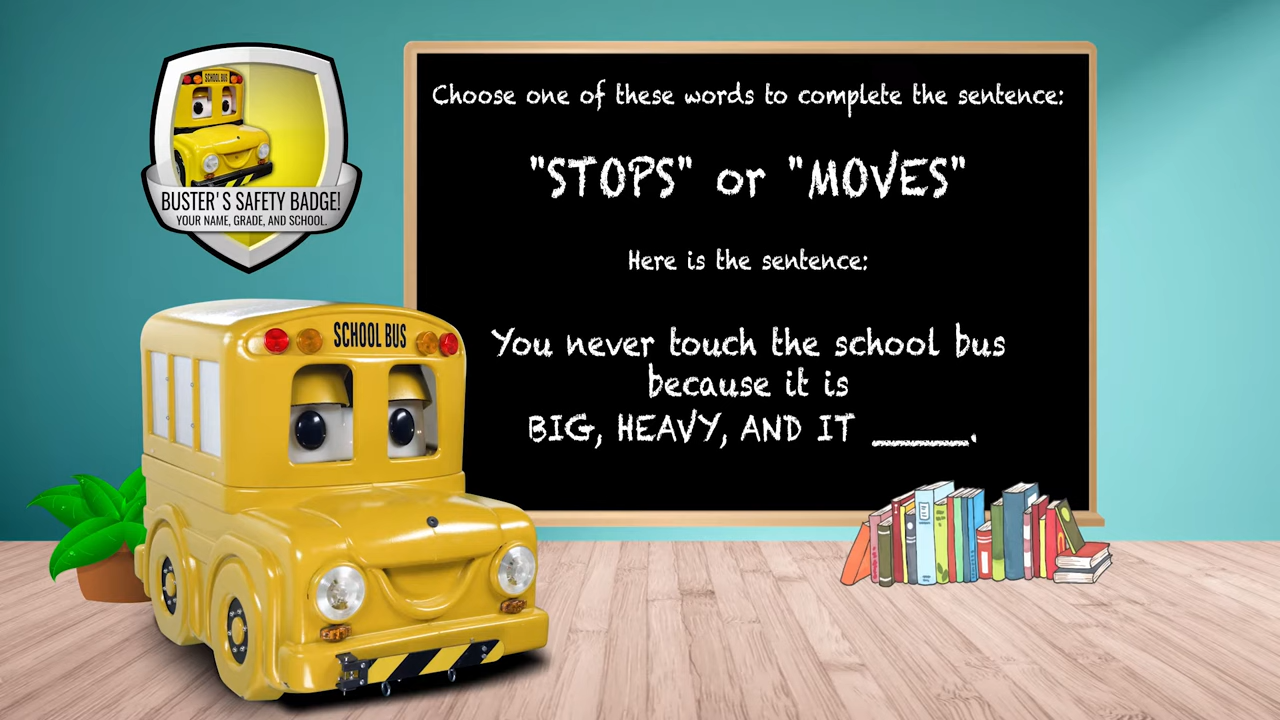 BUSTER'S SAFETY BADGE!
YOUR NAME, GRADE, AND SCHOOL.
SCHOOL BUS
SCHOOL BUS
Choose one of these words to complete the sentence:
"STOPS" or "MOVES"
Here is the sentence:
You never touch the school bus
because it is
BIG, HEAVY, AND IT _____.